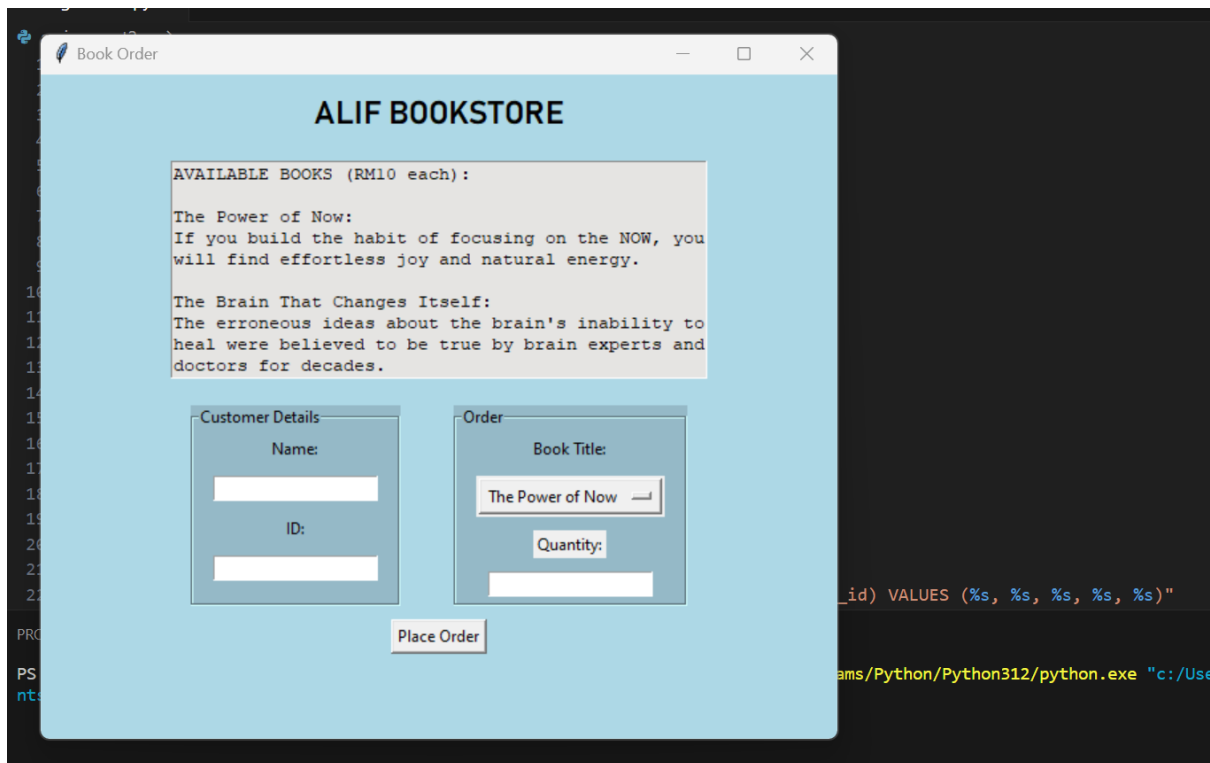 Book Order
ALIF BOOKSTORE
AVAILABLE BOOKS (RM10 each):
The Power of Now:
If you build the habit of focusing on the NOW, you
will find effortless joy and natural energy.
The Brain That Changes Itself:
The erroneous ideas about the brain's inability to
heal were believed to be true by brain experts and
doctors for decades.
Customer Details
Name:
ID:
Order
Book Title:
The Power of Now
Quantity:
Place Order
_id) VALUES (%s, %s, %s, %s, %s)"
PS
ams/Python/Python312/python.exe "c:/Use